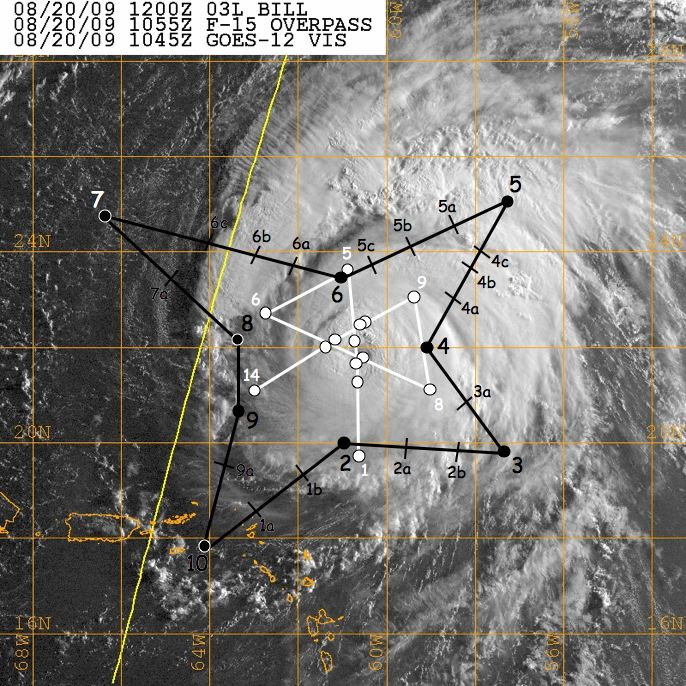 08/20/09 1200Z 03L BILL
08/20/09 1055Z F-15 OVERPASS
08/20/09 1045Z GOES-12 VIS
60W
5
5a
7
6c
5b
24N
6b
6a
5c
5
4c
24N
4b
7a
6
6
9
4a
8
4
14
8
3a
9
20N
20N
2
1
2a
2b
3
9a
1b
1a
10
16N
16N
68W
64W
60W
56W